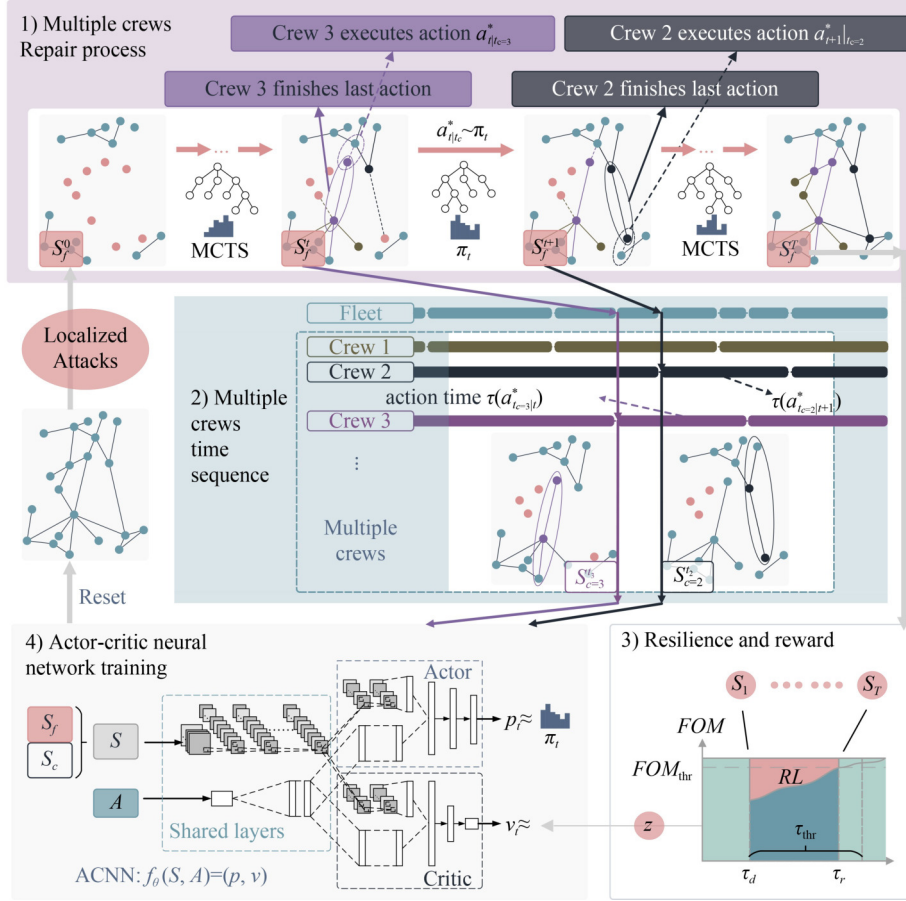 1) Multiple crews
Repair process
Crew 3 executes action a*t|tc=3
Crew 2 executes action a*t+1|tc=2
Crew 3 finishes last action
Crew 2 finishes last action
a*t|tc~πt
S0f
MCTS
Stf
πt
St+1f
MCTS
STf
Localized
Attacks
Reset
2) Multiple
crews
time
sequence
Fleet
Crew 1
Crew 2
action time τ(a*tc=3|t)
τ(a*tc=2|t+1)
Crew 3
⋮
Multiple
crews
St3c=3
St2c=2
4) Actor-critic neural
network training
Sf
Sc
S
A
Shared layers
Actor
pt≈
πt
vt≈
Critic
ACNN: fθ(S, A)=(p, v)
3) Resilience and reward
S1
ST
FOM
FOMthr
RL
z
τthr
τd
τr